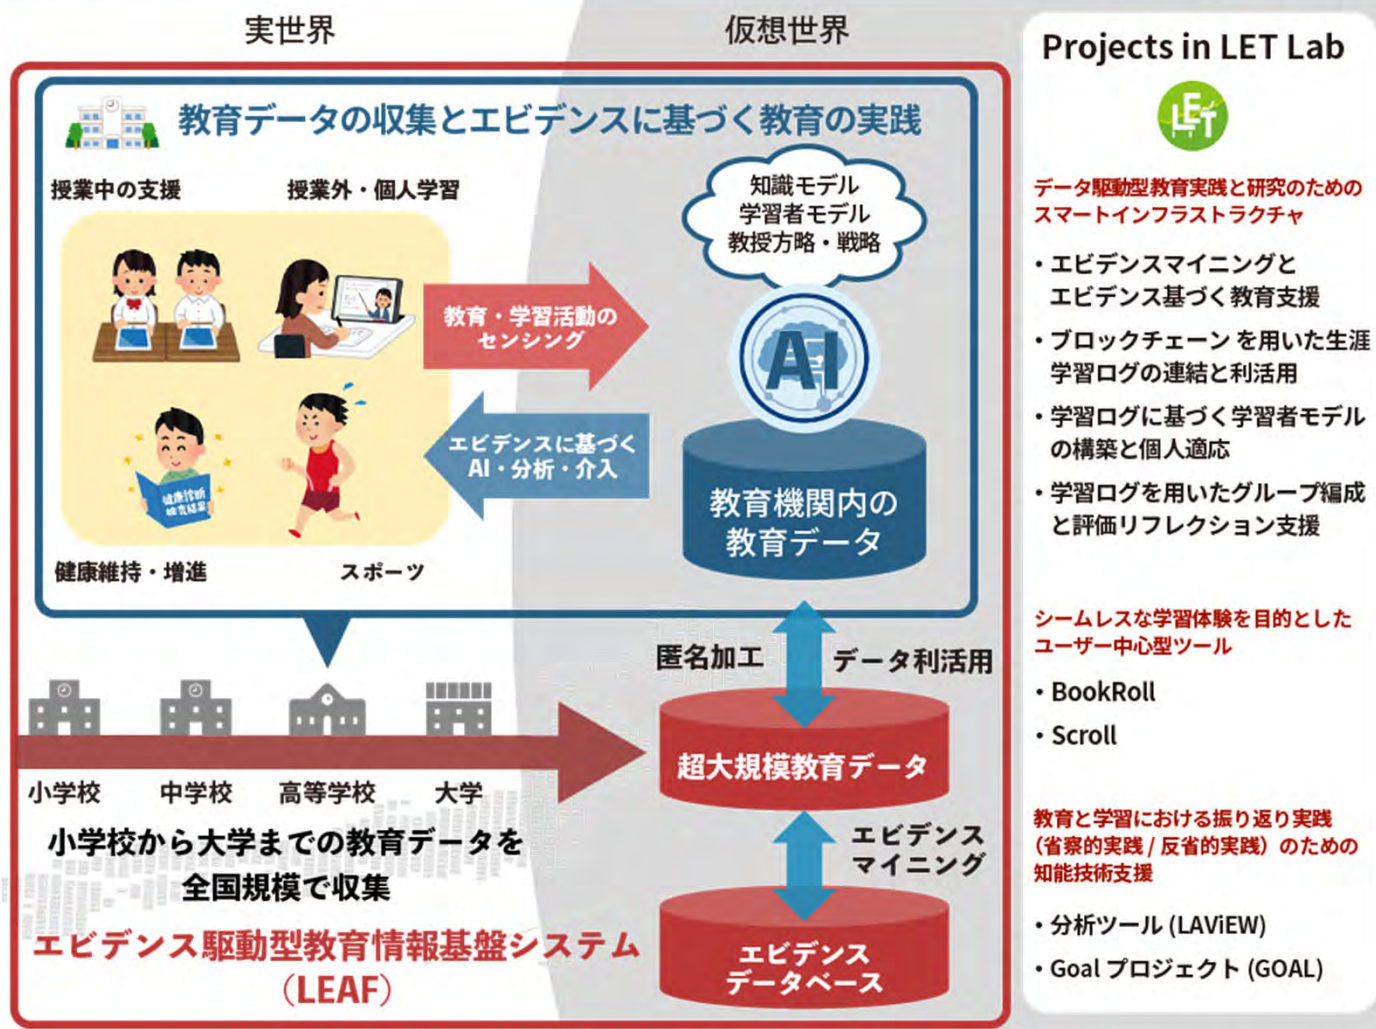 実世界
仮想世界
教育データの収集とエビデンスに基づく教育の実践
授業中の支援
授業外・個人学習
知識モデル
学習者モデル
教授方略・戦略
教育・学習活動の
センシング
AI
エビデンスに基づく
AI・分析・介入
健康診断
検査結果
教育機関内の
教育データ
健康維持・増進
スポーツ
匿名加工
データ利活用
小学校
中学校
高等学校
大学
超大規模教育データ
小学校から大学までの教育データを
全国規模で収集
エビデンス
マイニング
エビデンス駆動型教育情報基盤システム
（LEAF）
エビデンス
データベース
Projects in LET Lab
LET
データ駆動型教育実践と研究のための
スマートインフラストラクチャ
・エビデンスマイニングと
エビデンス基づく教育支援
・ブロックチェーン を用いた生涯
学習ログの連結と利活用
・学習ログに基づく学習者モデル
の構築と個人適応
・学習ログを用いたグループ編成
と評価リフレクション支援
シームレスな学習体験を目的とした
ユーザー中心型ツール
・BookRoll
・Scroll
教育と学習における振り返り実践
（省察的実践 / 反省的実践）のための
知能技術支援
・分析ツール (LAViEW)
・Goal プロジェクト (GOAL)